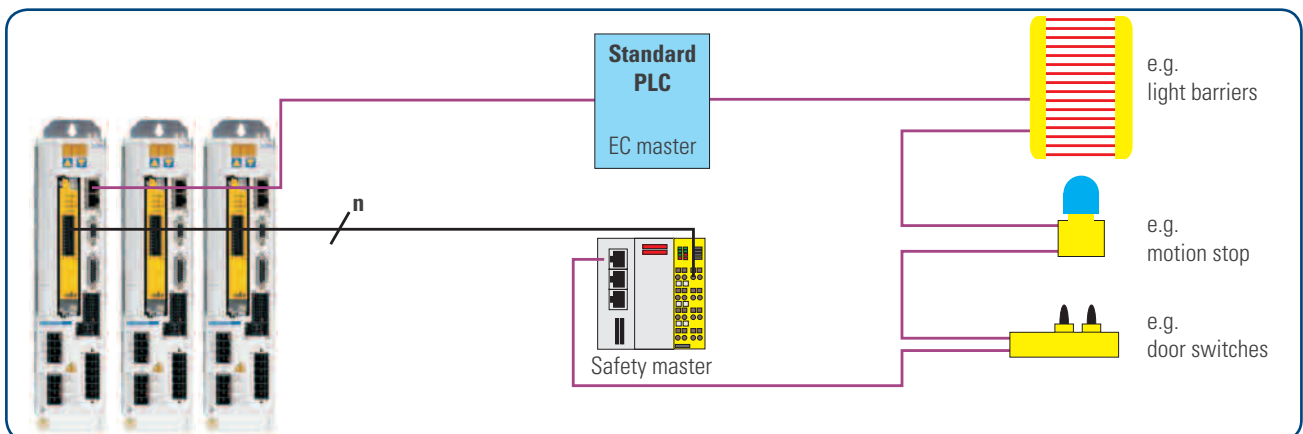 Standard
PLC
EC master
e.g.
light barriers
n
e.g.
motion stop
Safety master
e.g.
door switches